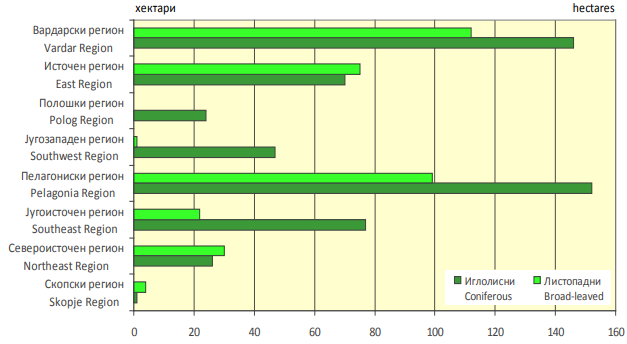 хектари hectares
Вардарски регион
Vardar Region
Источен регион
East Region
Полошки регион
Polog Region
Југозападен регион
Southwest Region
Пелагониски регион
Pelagonia Region
Југоисточен регион
Southeast Region
Североисточен регион
Northeast Region
Скопски регион
Skopje Region
Иглолисни Листопадни
Coniferous Broad-leaved
0 20 40 60 80 100 120 140 160